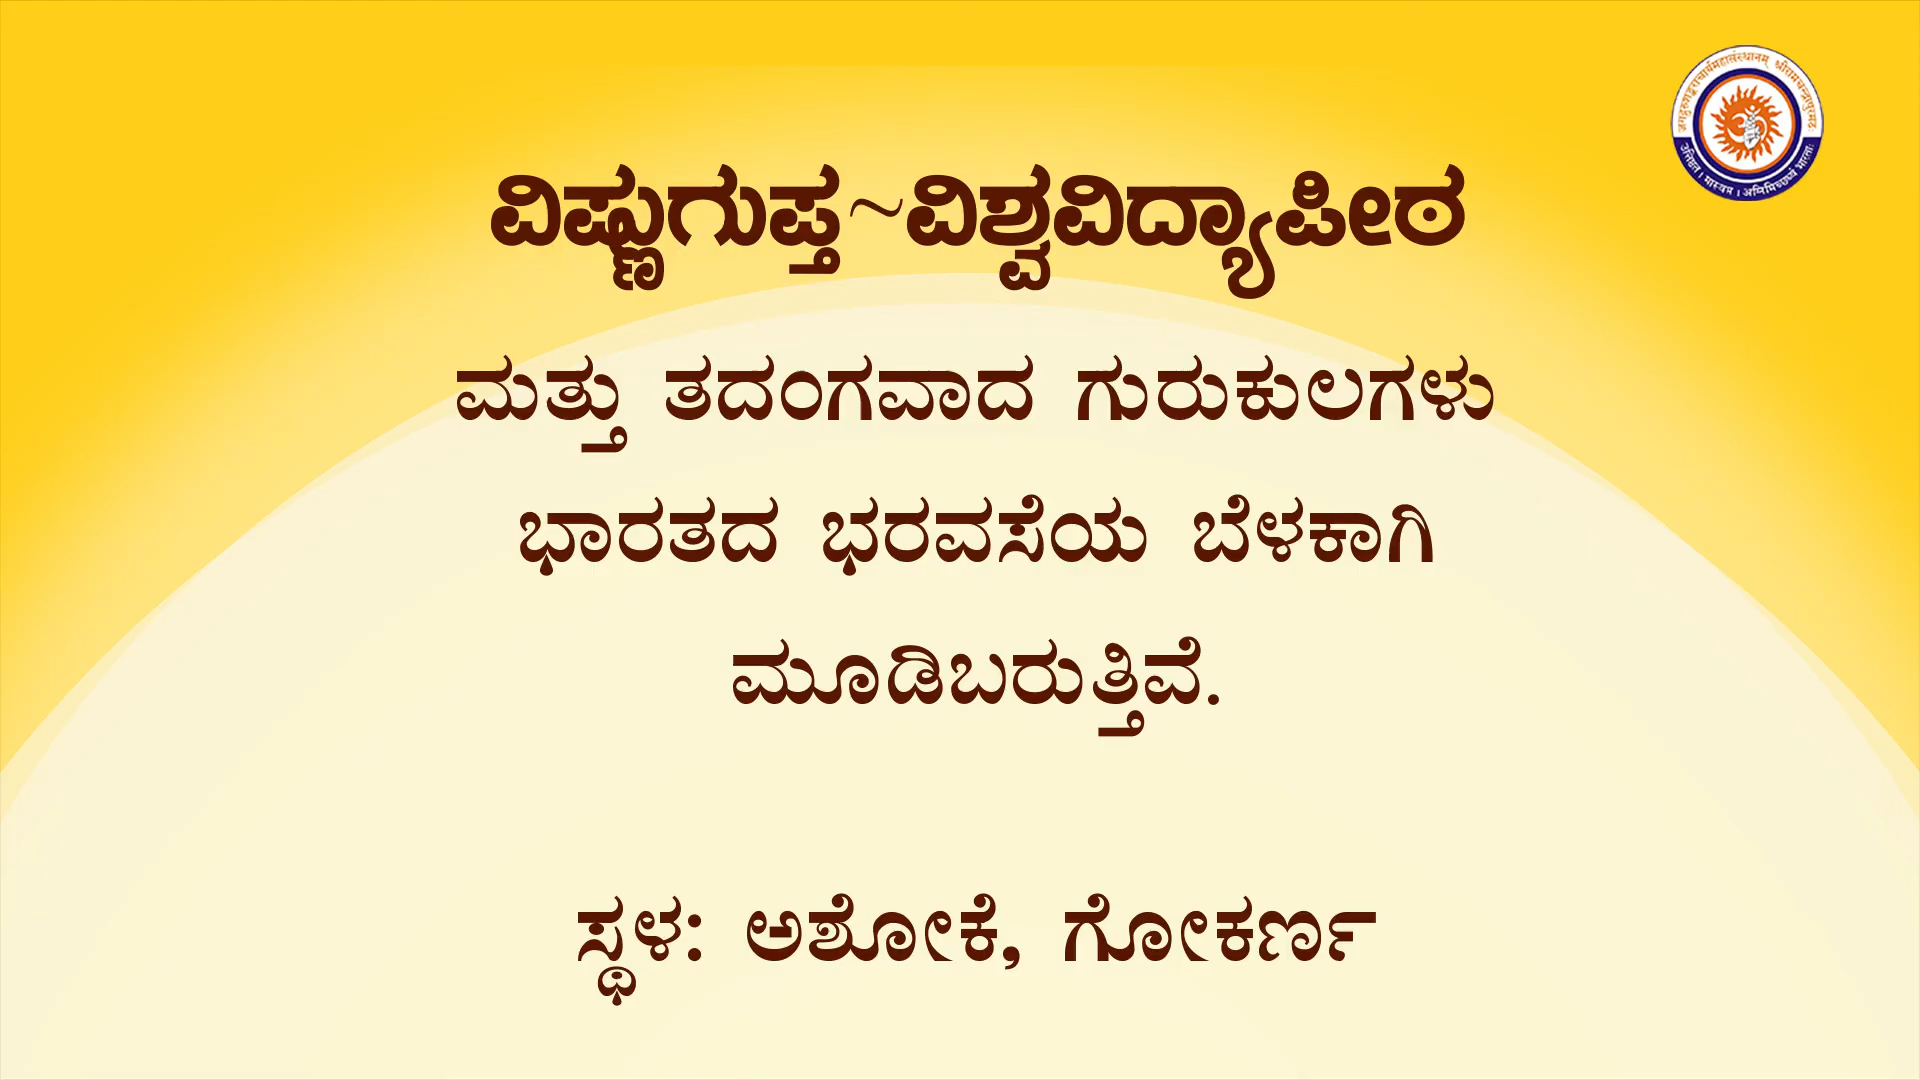 ವಿಷ್ಣುಗುಪ್ತ~ವಿಶ್ವವಿದ್ಯಾಪೀಠ
ಮತ್ತು ತದಂಗವಾದ ಗುರುಕುಲಗಳು
ಭಾರತದ ಭರವಸೆಯ ಬೆಳಕಾಗಿ
ಮೂಡಿಬರುತ್ತಿವೆ.
ಸ್ಥಳ: ಅಶೋಕೆ, ಗೋಕರ್ಣ